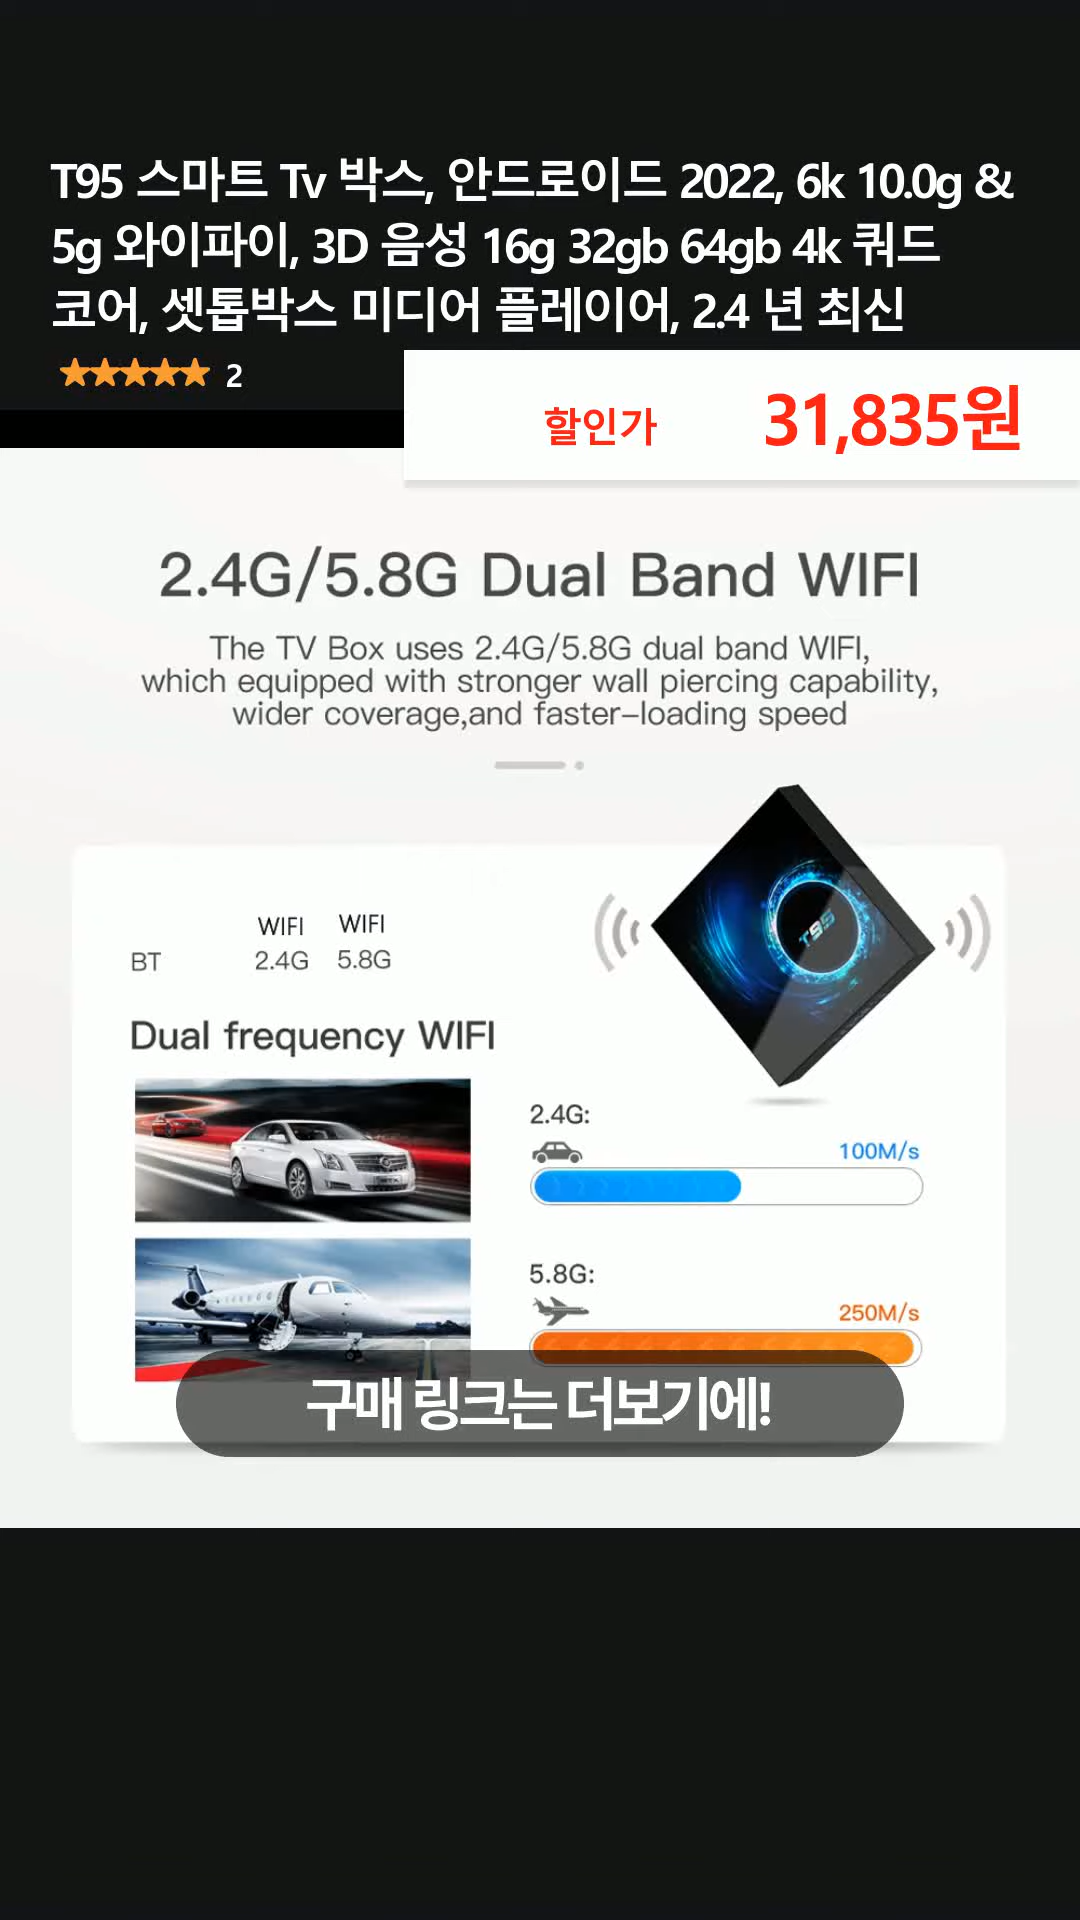 T95 스마트 Tv 박스, 안드로이드 2022, 6k 10.0g &
5g 와이파이, 3D 음성 16g 32gb 64gb 4k 쿼드
코어, 셋톱박스 미디어 플레이어, 2.4 년 최신
2
할인가 31,835원
2.4G/5.8G Dual Band WIFI
The TV Box uses 2.4G/5.8G dual band WIFI,
which equipped with stronger wall piercing capability,
wider coverage,and faster-loading speed
T95
WIFI WIFI
BT 2.4G 5.8G
Dual frequency WIFI
2.4G:
100M/s
5.8G:
250M/s
구매 링크는 더보기에!